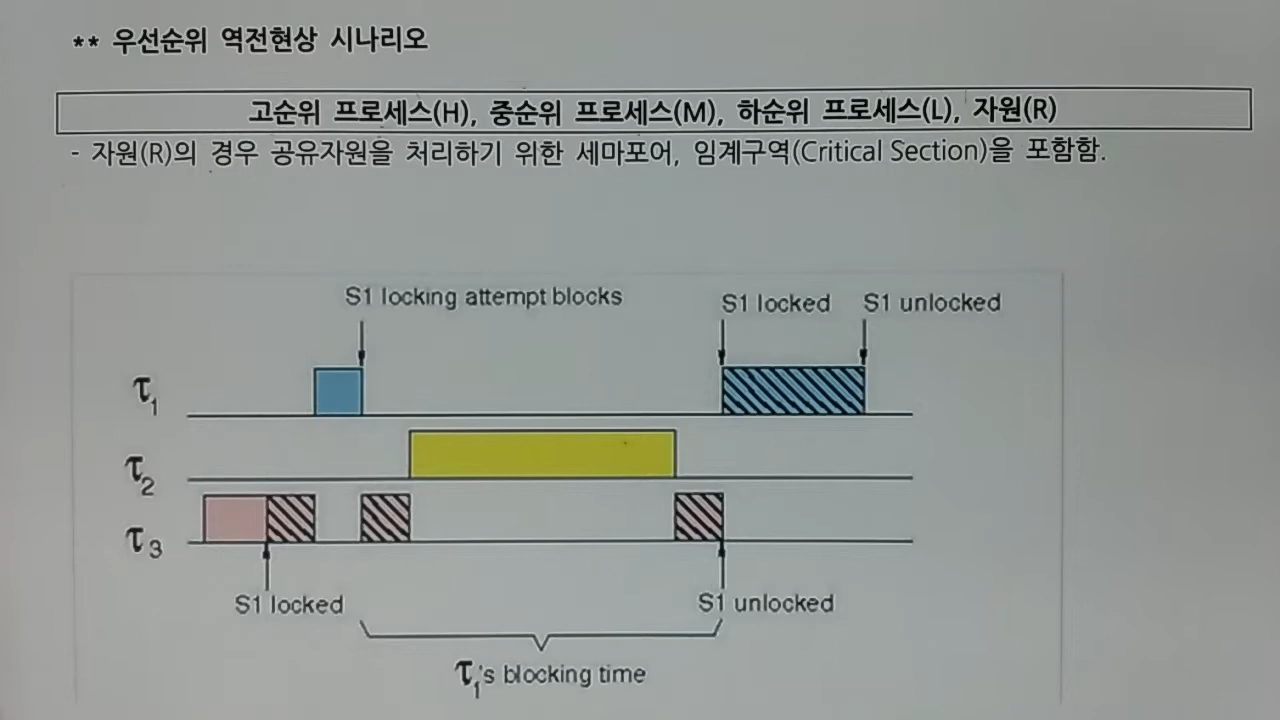 ** 우선순위 역전현상 시나리오
고순위 프로세스(H), 중순위 프로세스(M), 하순위 프로세스(L), 자원(R)
- 자원(R)의 경우 공유자원을 처리하기 위한 세마포어, 임계구역(Critical Section)을 포함함.
S1 locking attempt blocks
S1 locked
S1 unlocked
τ1
τ2
τ3
S1 locked
S1 unlocked
τ1's blocking time